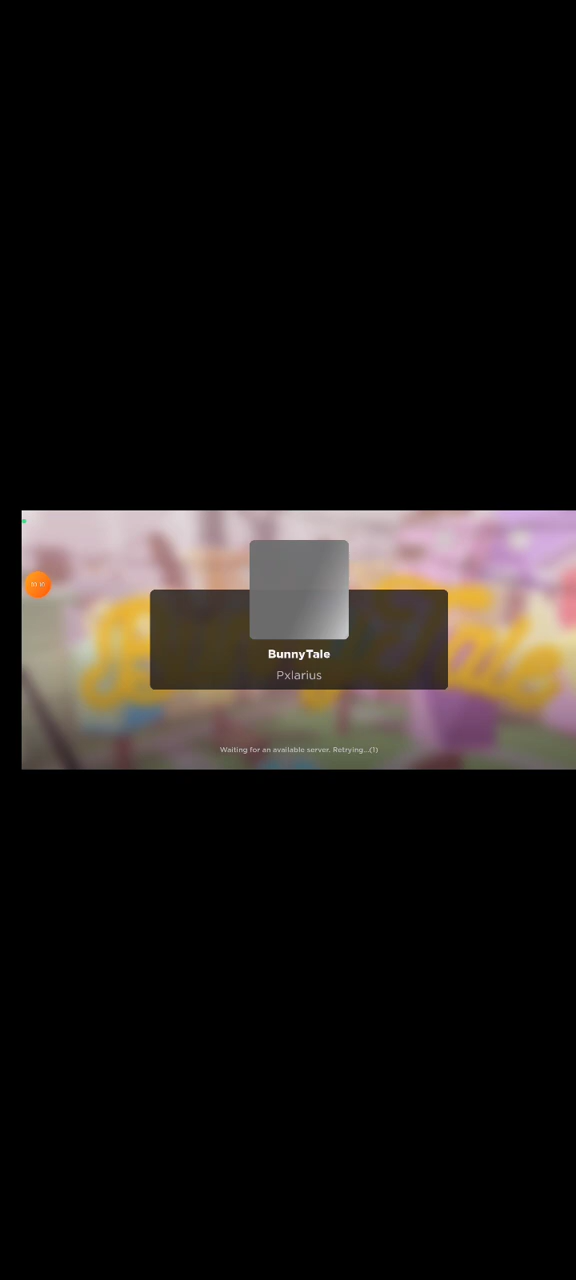 BunnyTale
Pxlarius
Waiting for an available server. Retrying...(1)